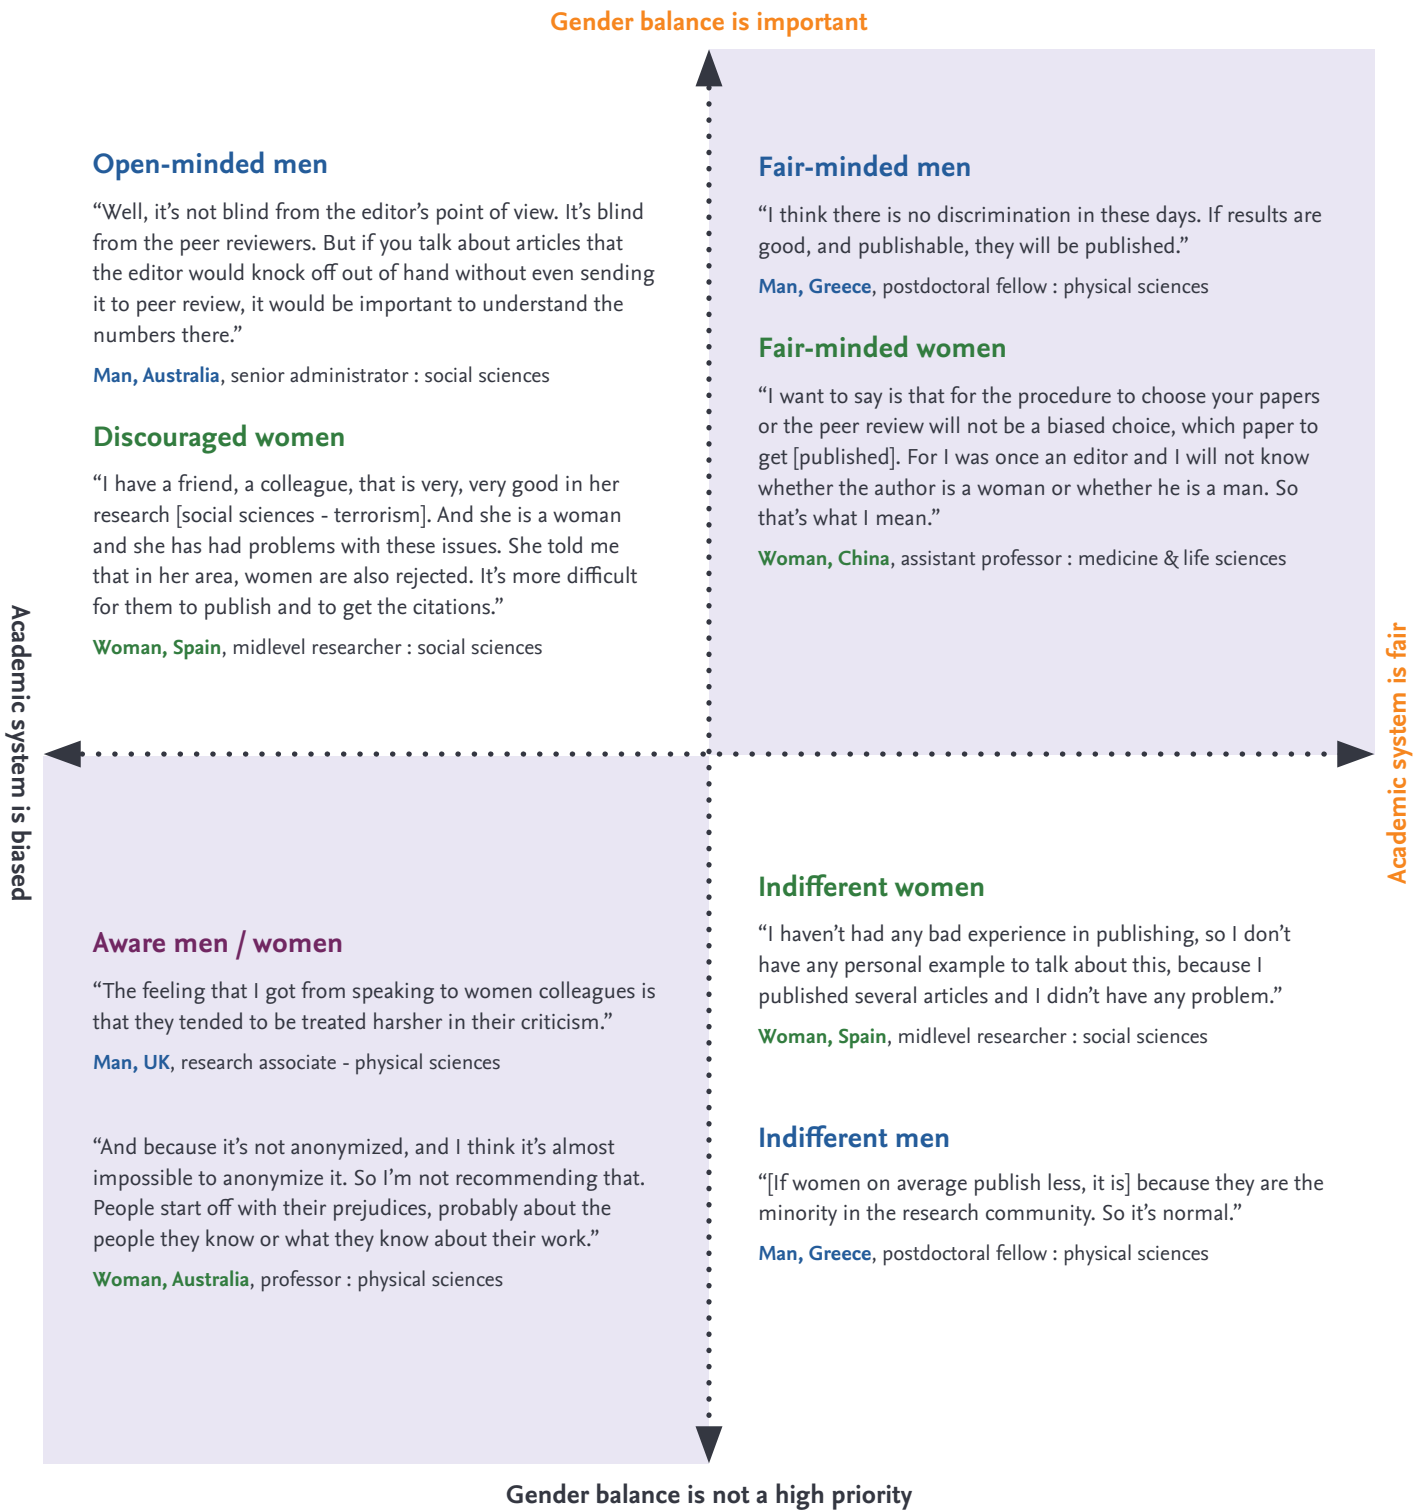 Gender balance is important
Open-minded men
“Well, it’s not blind from the editor’s point of view. It’s blind
from the peer reviewers. But if you talk about articles that
the editor would knock off out of hand without even sending
it to peer review, it would be important to understand the
numbers there.”
Man, Australia, senior administrator : social sciences
Discouraged women
“I have a friend, a colleague, that is very, very good in her
research [social sciences - terrorism]. And she is a woman
and she has had problems with these issues. She told me
that in her area, women are also rejected. It’s more difficult
for them to publish and to get the citations.”
Woman, Spain, midlevel researcher : social sciences
Fair-minded men
“I think there is no discrimination in these days. If results are
good, and publishable, they will be published.”
Man, Greece, postdoctoral fellow : physical sciences
Fair-minded women
“I want to say is that for the procedure to choose your papers
or the peer review will not be a biased choice, which paper to
get [published]. For I was once an editor and I will not know
whether the author is a woman or whether he is a man. So
that’s what I mean.”
Woman, China, assistant professor : medicine & life sciences
Academic system is biased
Academic system is fair
Aware men / women
“The feeling that I got from speaking to women colleagues is
that they tended to be treated harsher in their criticism.”
Man, UK, research associate - physical sciences
“And because it’s not anonymized, and I think it’s almost
impossible to anonymize it. So I’m not recommending that.
People start off with their prejudices, probably about the
people they know or what they know about their work.”
Woman, Australia, professor : physical sciences
Indifferent women
“I haven’t had any bad experience in publishing, so I don’t
have any personal example to talk about this, because I
published several articles and I didn’t have any problem.”
Woman, Spain, midlevel researcher : social sciences
Indifferent men
“[If women on average publish less, it is] because they are the
minority in the research community. So it’s normal.”
Man, Greece, postdoctoral fellow : physical sciences
Gender balance is not a high priority